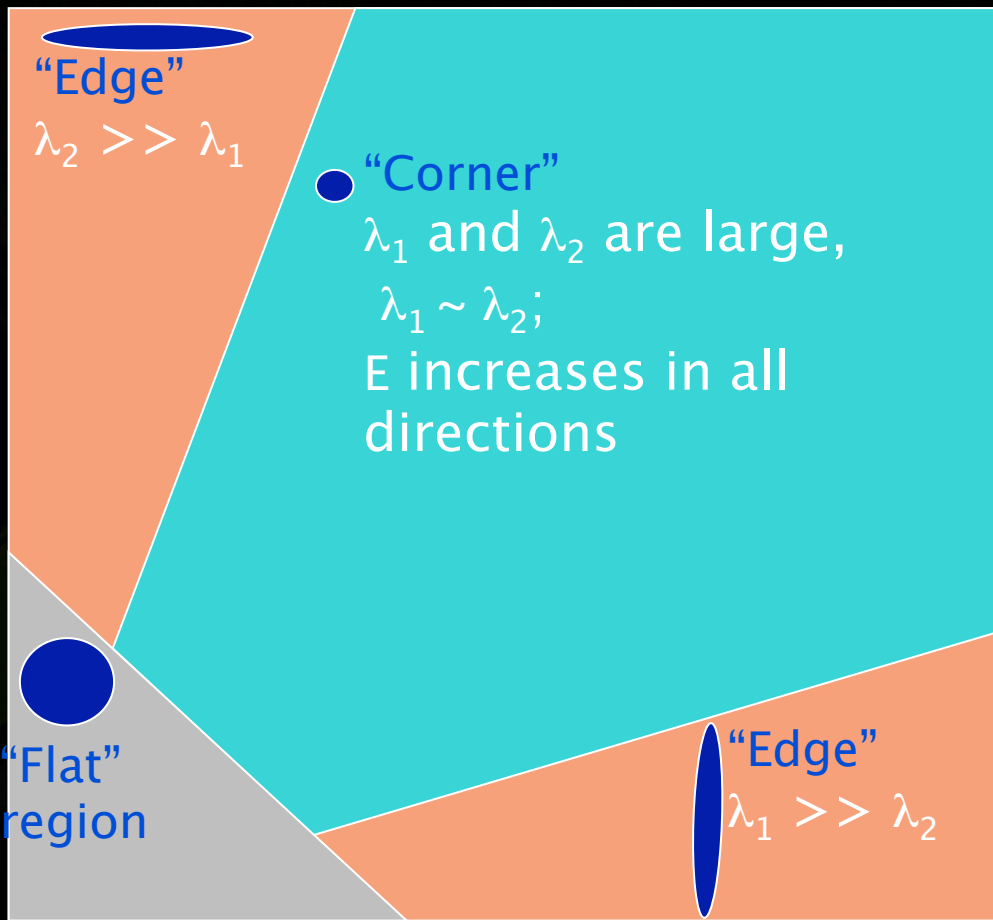 “Edge”
λ₂ >> λ₁
“Corner”
λ₁ and λ₂ are large,
λ₁ ~ λ₂;
E increases in all
directions
“Flat”
region
“Edge”
λ₁ >> λ₂